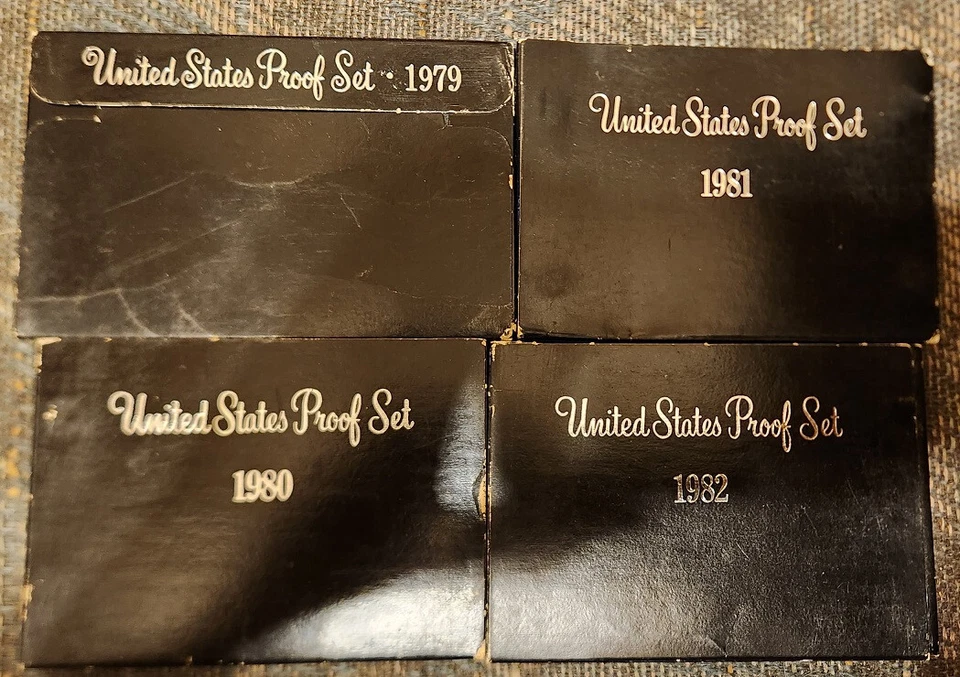 United States Proof Set · 1979
United States Proof Set
1981
United States Proof Set
1980
United States Proof Set
1982